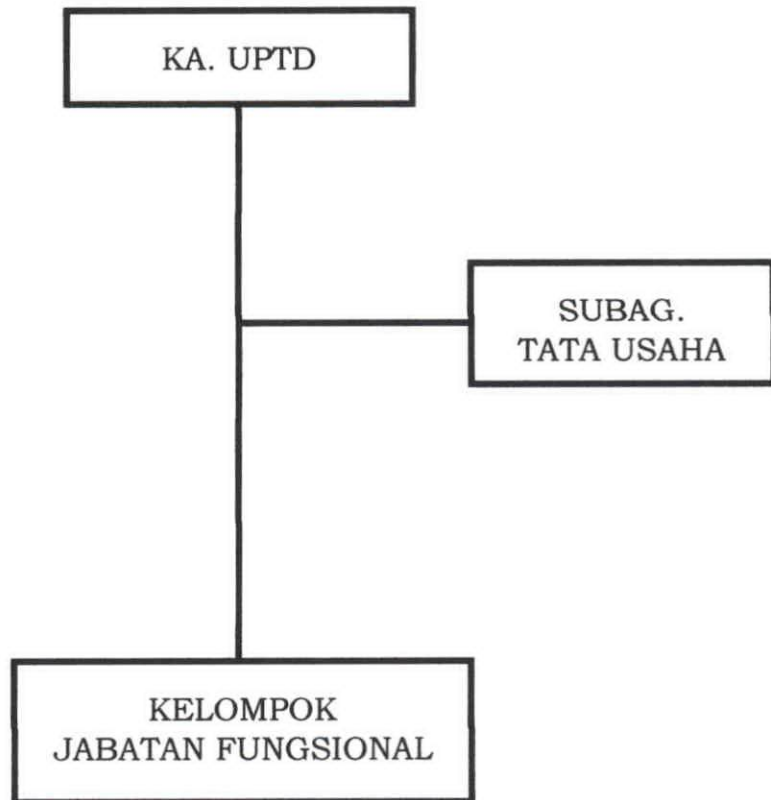 KA. UPTD
SUBAG.
TATA USAHA
KELOMPOK
JABATAN FUNGSIONAL